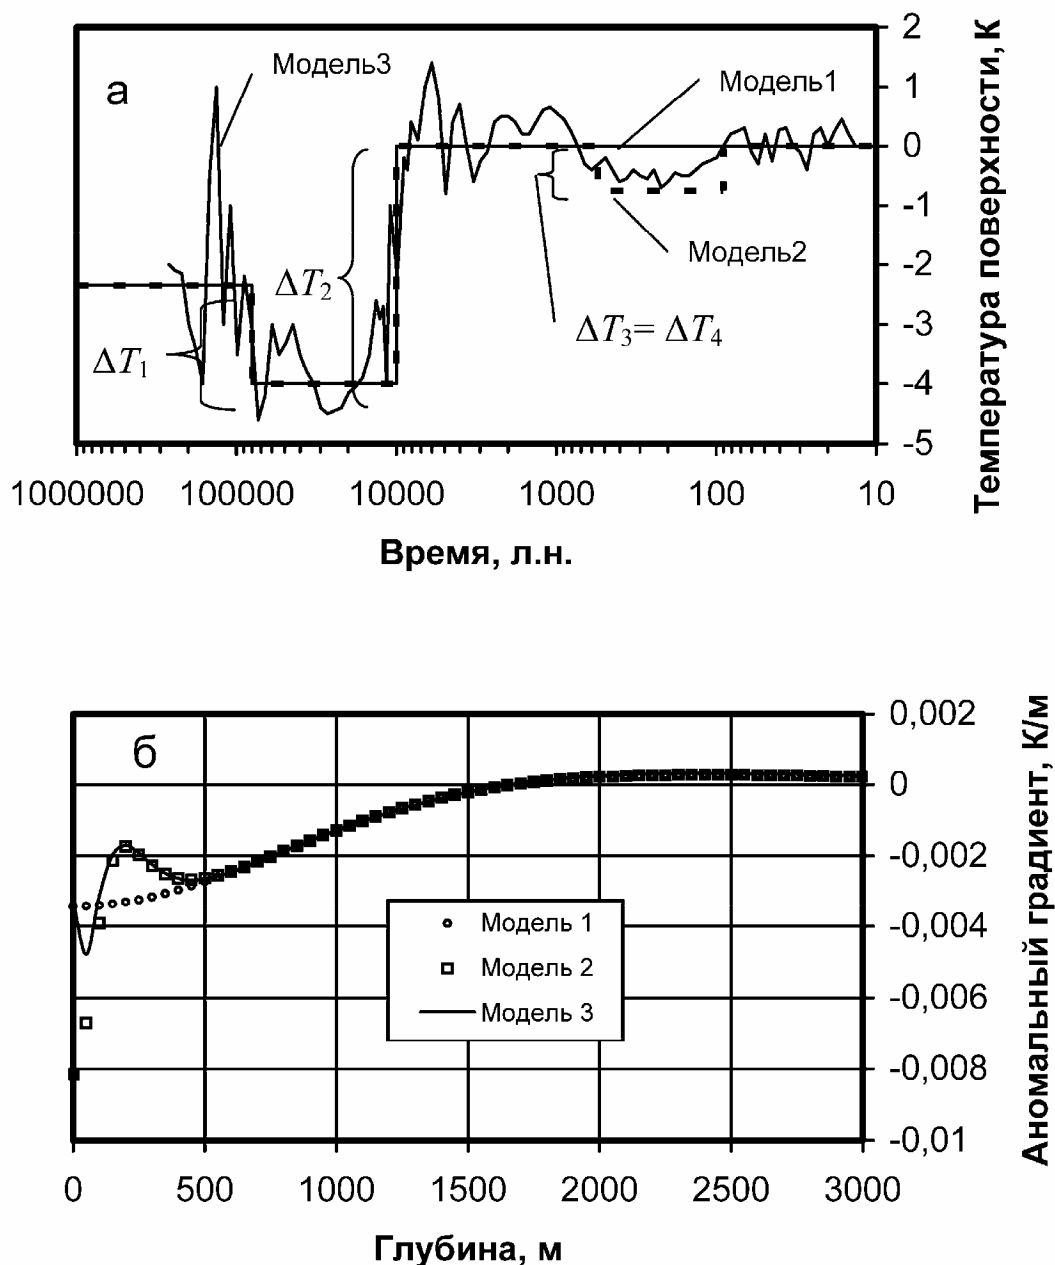 а
Модель3
Модель1
Модель2
ΔT1
ΔT2
ΔT3= ΔT4
2
1
0
-1
-2
-3
-4
-5
Температура поверхности, К
1000000 100000 10000 1000 100 10
Время, л.н.
б
0,002
0
-0,002
-0,004
-0,006
-0,008
-0,01
Аномальный градиент, К/м
Модель 1
Модель 2
Модель 3
0 500 1000 1500 2000 2500 3000
Глубина, м